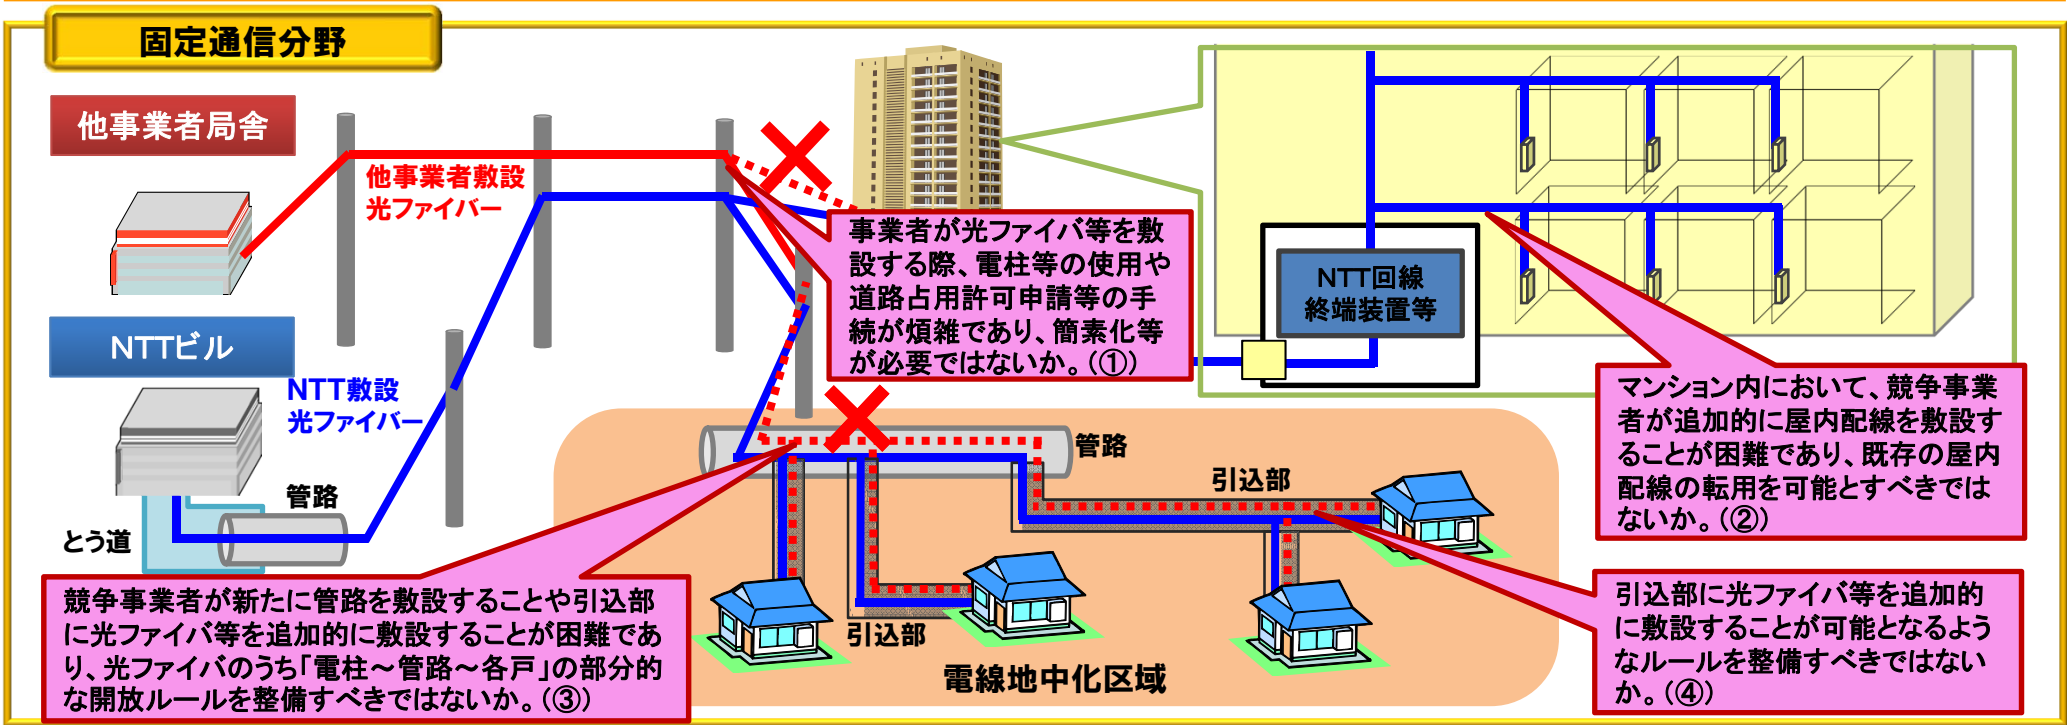 固定通信分野
他事業者局舎
他事業者敷設
光ファイバー
NTTビル
NTT敷設
光ファイバー
管路
とう道
事業者が光ファイバ等を敷
設する際、電柱等の使用や
道路占用許可申請等の手
続が煩雑であり、簡素化等
が必要ではないか。(①)
NTT回線
終端装置等
マンション内において、競争事業
者が追加的に屋内配線を敷設す
ることが困難であり、既存の屋内
配線の転用を可能とすべきでは
ないか。(②)
管路
引込部
引込部
電線地中化区域
競争事業者が新たに管路を敷設することや引込部
に光ファイバ等を追加的に敷設することが困難であ
り、光ファイバのうち「電柱～管路～各戸」の部分的
な開放ルールを整備すべきではないか。(③)
引込部に光ファイバ等を追加的
に敷設することが可能となるよう
なルールを整備すべきではない
か。(④)